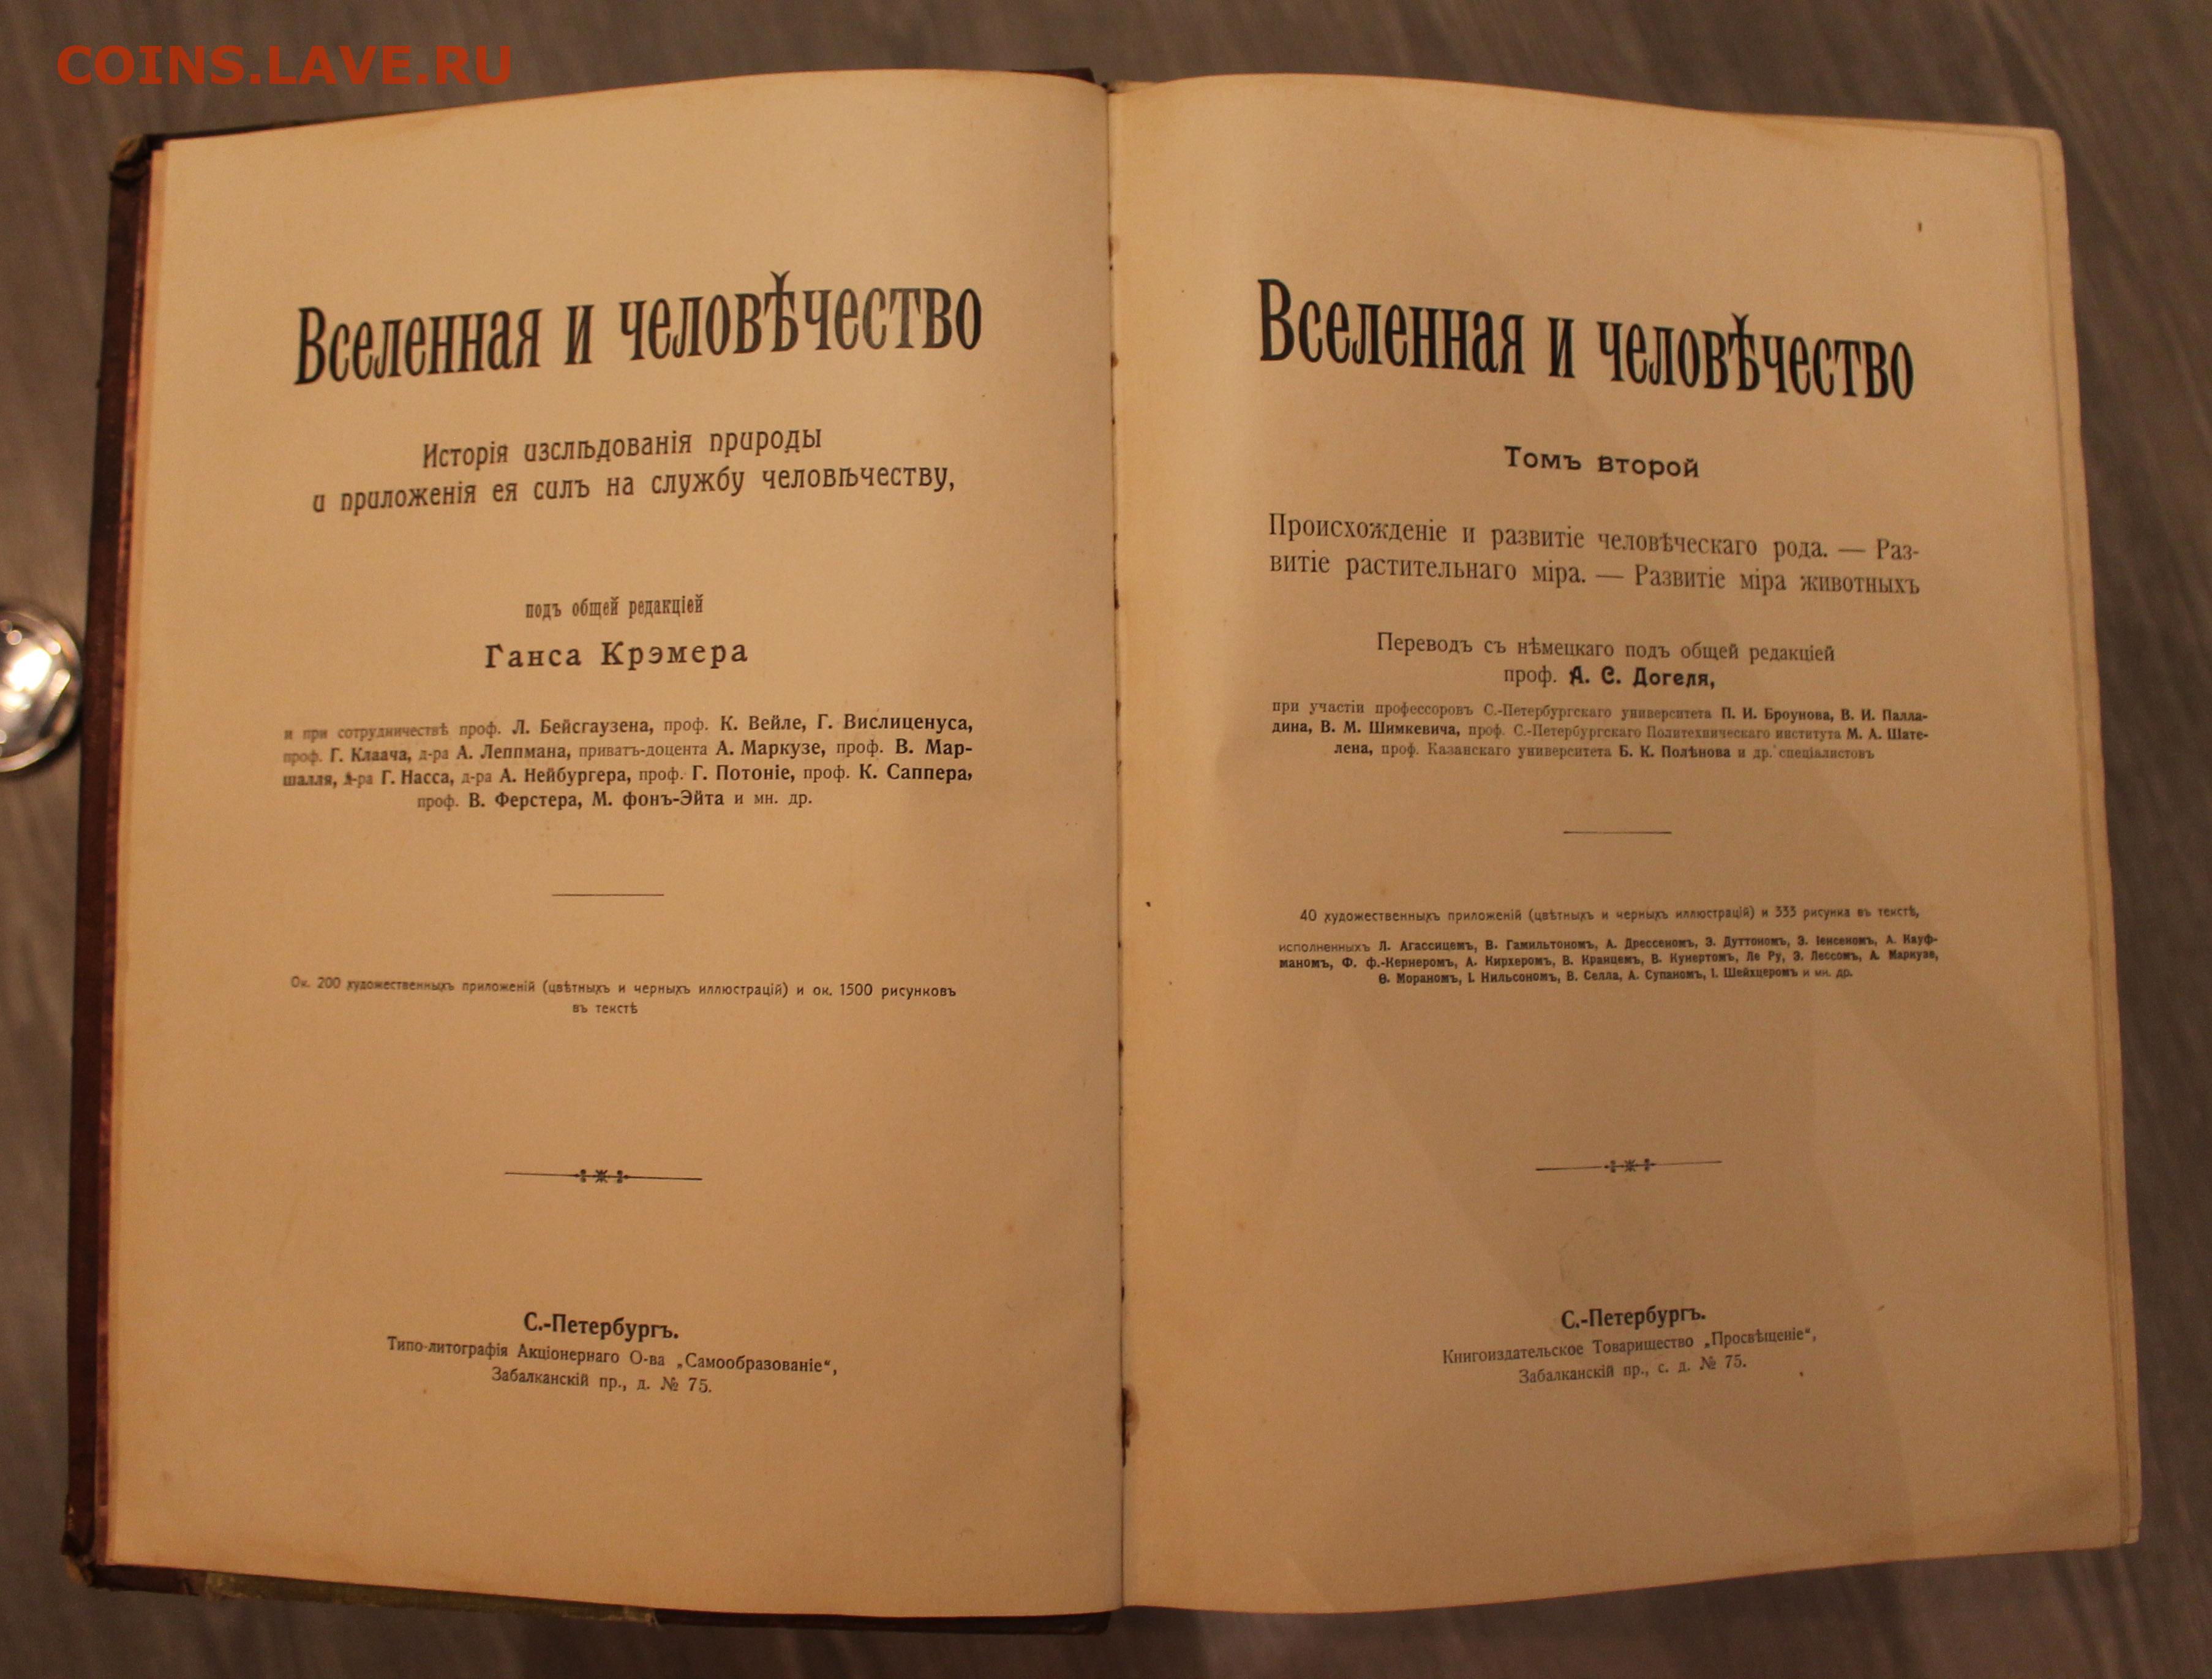 COINS.LAVE.RU
Вселенная и человѣчество
Исторія изслѣдованія природы
и приложенія ея силъ на службу человѣчеству,
подъ общей редакціей
Ганса Крэмера
и при сотрудничествѣ проф. Л. Бейсгаузена, проф. К. Вейле, Г. Вислиценуса,
проф. Г. Клаача, д-ра А. Леппмана, приватъ-доцента А. Маркузе, проф. В. Мар-
шалля, д-ра Г. Насса, д-ра А. Нейбургера, проф. Г. Потоніе, проф. К. Саппера,
проф. В. Ферстера, М. фонъ-Эйта и мн. др.
Ок. 200 художественныхъ приложеній (цвѣтныхъ и черныхъ иллюстрацій) и ок. 1500 рисунковъ
въ текстѣ
С.-Петербургъ.
Типо-литографія Акціонернаго О-ва „Самообразованіе“,
Забалканскій пр., д. № 75.
Вселенная и человѣчество
Томъ второй
Происхожденіе и развитіе человѣческаго рода. — Раз-
витіе растительнаго міра. — Развитіе міра животныхъ
Переводъ съ нѣмецкаго подъ общей редакціей
проф. А. С. Догеля,
при участіи профессоровъ С.-Петербургскаго университета П. И. Броунова, В. И. Палла-
дина, В. М. Шимкевича, проф. С.-Петербургскаго Политехническаго института М. А. Шате-
лена, проф. Казанскаго университета Б. К. Полѣнова и др. спеціалистовъ
40 художественныхъ приложеній (цвѣтныхъ и черныхъ иллюстрацій) и 333 рисунка въ текстѣ,
исполненныхъ Л. Агассицемъ, В. Гамильтономъ, А. Дрессеномъ, Э. Дуттономъ, Э. Іенсеномъ, А. Кауф-
маномъ, Ф. ф.-Кернеромъ, А. Кирхеромъ, В. Кранцемъ, В. Кунертомъ, Ле Ру, Э. Лессомъ, А. Маркузе,
Ѳ. Мораномъ, І. Нильсономъ, В. Селла, А. Супаномъ, І. Шейхцеромъ и мн. др.
С.-Петербургъ.
Книгоиздательское Товарищество „Просвѣщеніе“,
Забалканскій пр., с. д. № 75.